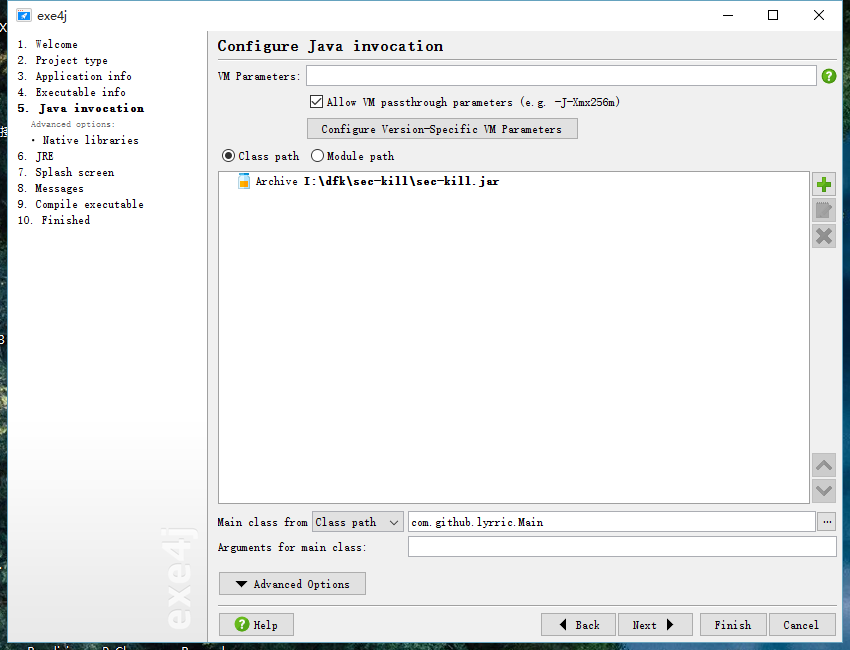 exe4j
1. Welcome
2. Project type
3. Application info
4. Executable info
5. Java invocation
Advanced options:
· Native libraries
6. JRE
7. Splash screen
8. Messages
9. Compile executable
10. Finished
exe4j
Configure Java invocation
VM Parameters:
Allow VM passthrough parameters (e.g. -J-Xmx256m)
Configure Version-Specific VM Parameters
Class path Module path
Archive I:\dfk\sec-kill\sec-kill.jar
Main class from Class path com.github.lyrric.Main ...
Arguments for main class:
Advanced Options
Help Back Next Finish Cancel